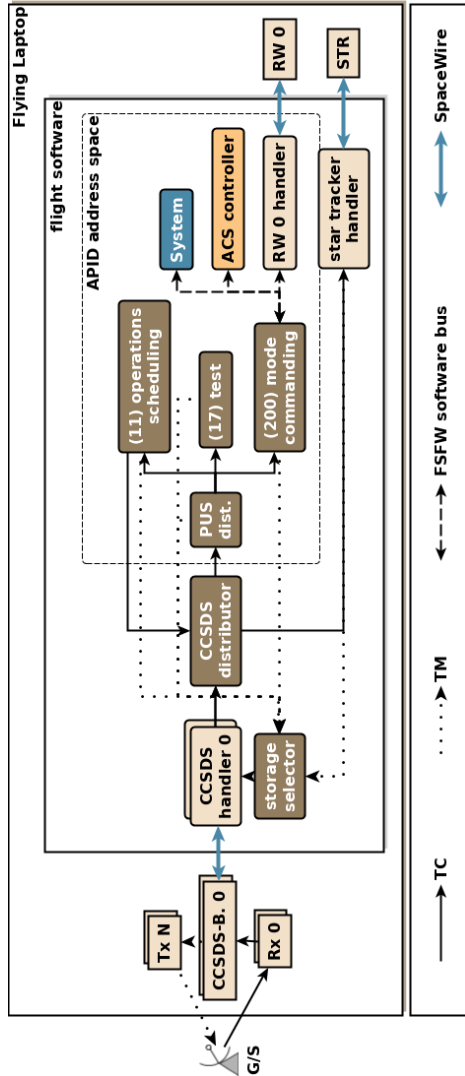 Flying Laptop
flight software
APID address space
G/S
Tx N
CCSDS-B. 0
Rx 0
CCSDS
handler 0
storage
selector
CCSDS
distributor
PUS
dist.
(11) operations
scheduling
(17) test
(200) mode
commanding
System
ACS controller
RW 0 handler
star tracker
handler
RW 0
STR
TC
TM
FSFW software bus
SpaceWire